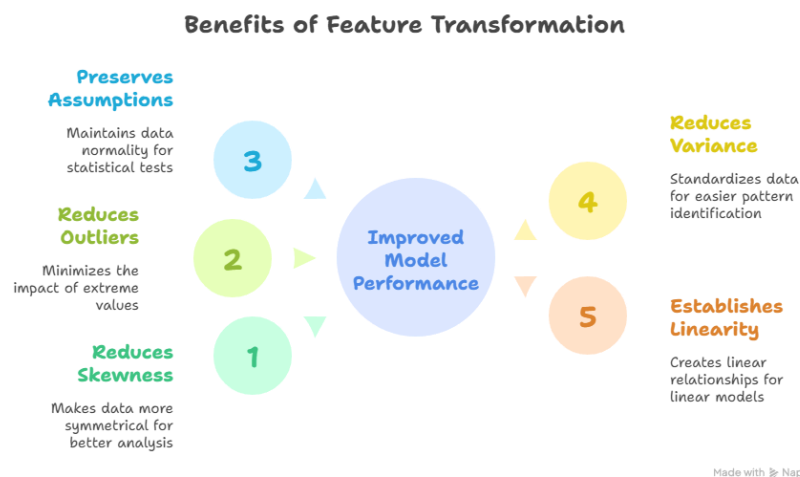 Benefits of Feature Transformation
Preserves
Assumptions
Maintains data
normality for
statistical tests
3
Reduces
Outliers
Minimizes the
impact of extreme
values
2
Reduces
Skewness
Makes data more
symmetrical for
better analysis
1
Improved
Model
Performance
Reduces
Variance
Standardizes data
for easier pattern
identification
4
Establishes
Linearity
Creates linear
relationships for
linear models
5
Made with